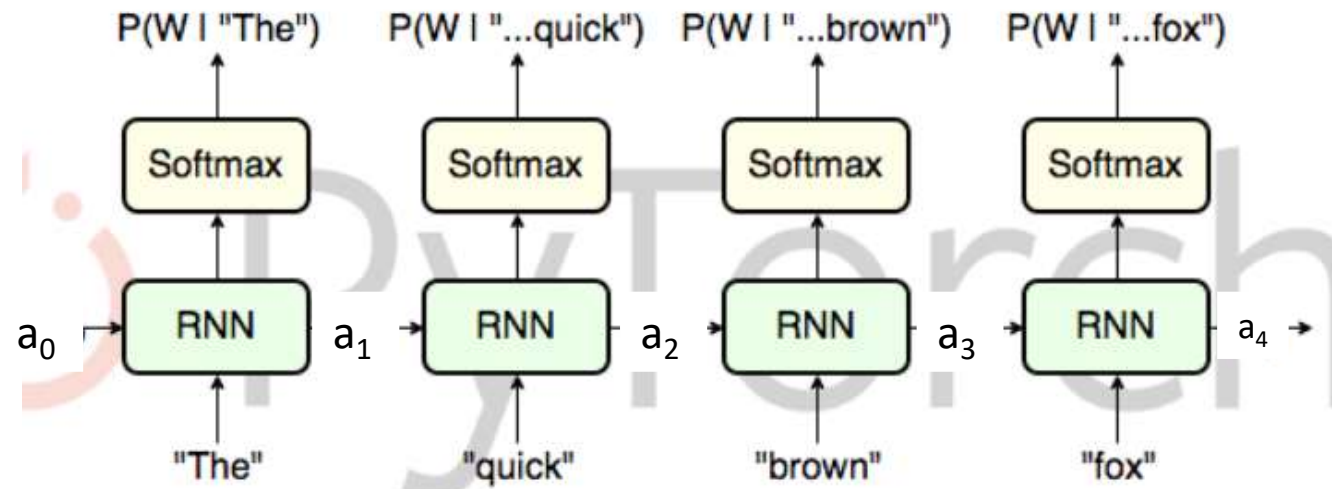 P(W | "The") P(W | "...quick") P(W | "...brown") P(W | "...fox")
Softmax Softmax Softmax Softmax
a₀ RNN a₁ RNN a₂ RNN a₃ RNN a₄
"The" "quick" "brown" "fox"
PyTorch